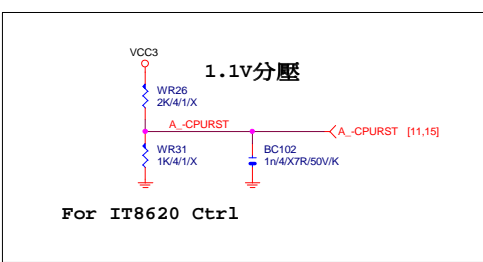 VCC3
1.1V分壓
WR26
2K/4/1/X
A_-CPURST
A_-CPURST [11,15]
WR31
1K/4/1/X
BC102
1n/4/X7R/50V/K
For IT8620 Ctrl